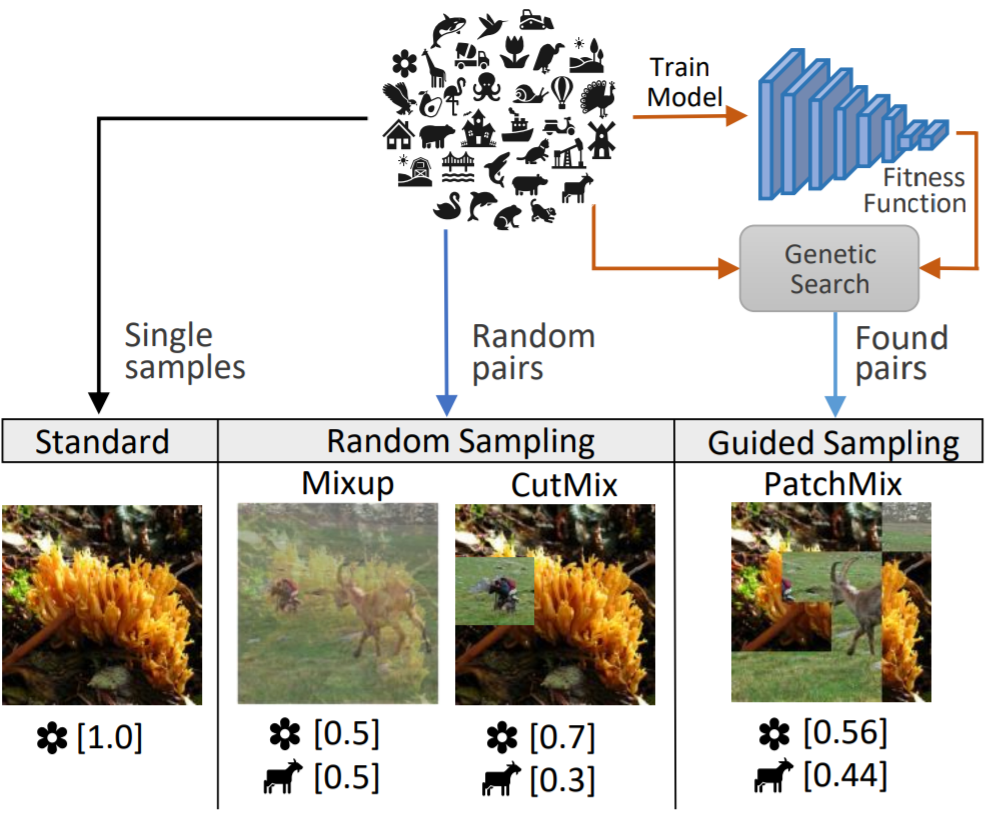 Train
Model
Fitness
Function
Genetic
Search
Single
samples
Random
pairs
Found
pairs
Standard
Random Sampling
Guided Sampling
Mixup
CutMix
PatchMix
[1.0]
[0.5]
[0.5]
[0.7]
[0.3]
[0.56]
[0.44]